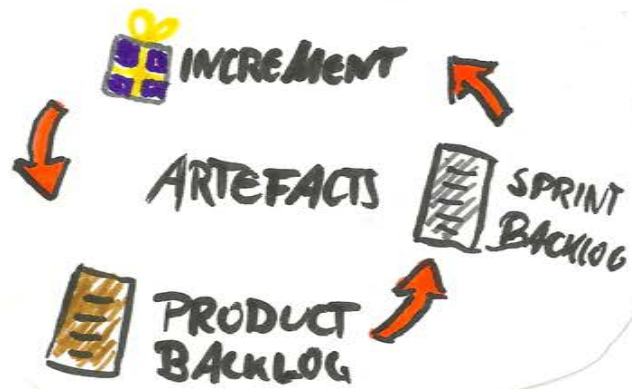 INCREMENT
ARTEFACTS
SPRINT
BACKLOG
PRODUCT
BACKLOG